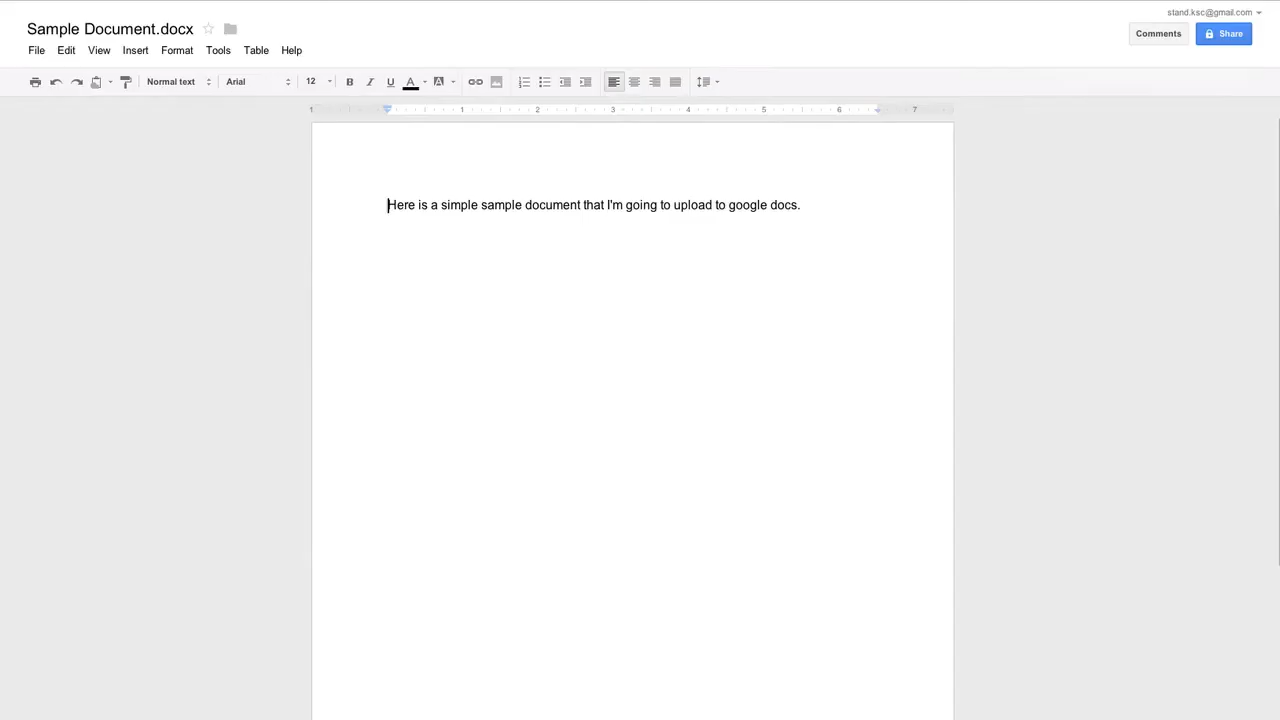 stand.ksc@gmail.com
Sample Document.docx
Comments
Share
File Edit View Insert Format Tools Table Help
Normal text Arial 12 B I U A A
1 1 2 3 4 5 6 7
Here is a simple sample document that I'm going to upload to google docs.